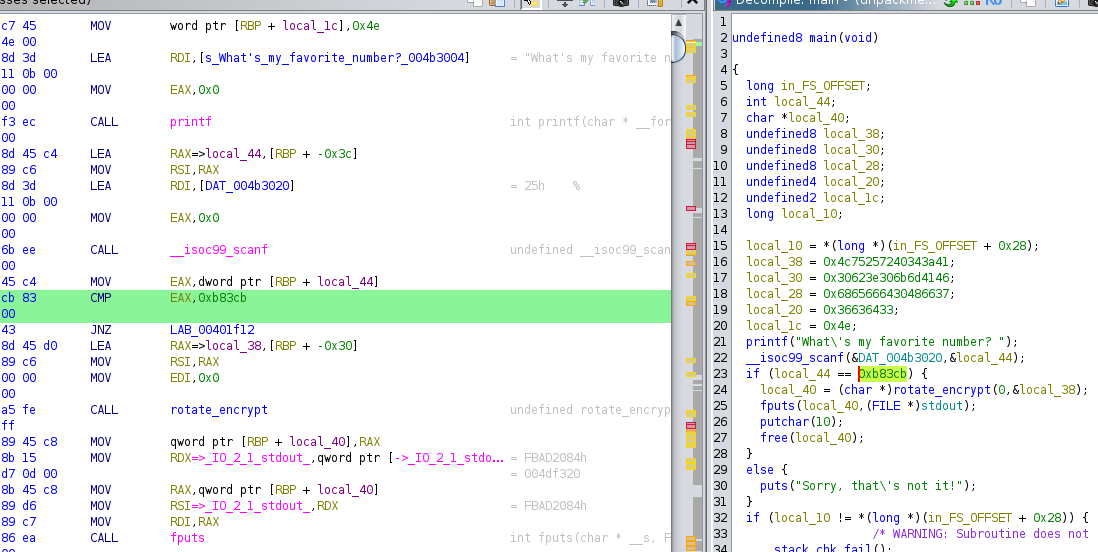 essed)
Decompile: main - (unpackme...
c7 45 MOV word ptr [RBP + local_1c],0x4e
4e 00
8d 3d LEA RDI,[s_What's_my_favorite_number?_004b3004] = "What's my favorite n
11 0b 00
00 00 MOV EAX,0x0
00
f3 ec CALL printf int printf(char * __for
00
8d 45 c4 LEA RAX=>local_44,[RBP + -0x3c]
89 c6 MOV RSI,RAX
8d 3d LEA RDI,[DAT_004b3020] = 25h %
11 0b 00
00 00 MOV EAX,0x0
00
6b ee CALL __isoc99_scanf undefined __isoc99_scan
00
45 c4 MOV EAX,dword ptr [RBP + local_44]
cb 83 CMP EAX,0xb83cb
00
43 JNZ LAB_00401f12
8d 45 d0 LEA RAX=>local_38,[RBP + -0x30]
89 c6 MOV RSI,RAX
00 00 MOV EDI,0x0
00
a5 fe CALL rotate_encrypt undefined rotate_encryp
ff
89 45 c8 MOV qword ptr [RBP + local_40],RAX
8b 15 MOV RDX=>_IO_2_1_stdout_,qword ptr [->_IO_2_1_stdo... = FBAD2084h
d7 0d 00 = 004df320
8b 45 c8 MOV RAX,qword ptr [RBP + local_40]
89 d6 MOV RSI=>_IO_2_1_stdout_,RDX = FBAD2084h
89 c7 MOV RDI,RAX
86 ea CALL fputs int fputs(char * __s, F
1
2 undefined8 main(void)
3
4 {
5 long in_FS_OFFSET;
6 int local_44;
7 char *local_40;
8 undefined8 local_38;
9 undefined8 local_30;
10 undefined8 local_28;
11 undefined4 local_20;
12 undefined2 local_1c;
13 long local_10;
14
15 local_10 = *(long *)(in_FS_OFFSET + 0x28);
16 local_38 = 0x4c75257240343a41;
17 local_30 = 0x30623e306b6d4146;
18 local_28 = 0x6865666430486637;
19 local_20 = 0x36636433;
20 local_1c = 0x4e;
21 printf("What\'s my favorite number? ");
22 __isoc99_scanf(&DAT_004b3020,&local_44);
23 if (local_44 == 0xb83cb) {
24 local_40 = (char *)rotate_encrypt(0,&local_38);
25 fputs(local_40,(FILE *)stdout);
26 putchar(10);
27 free(local_40);
28 }
29 else {
30 puts("Sorry, that\'s not it!");
31 }
32 if (local_10 != *(long *)(in_FS_OFFSET + 0x28)) {
33 /* WARNING: Subroutine does not
34 __stack_chk_fail();